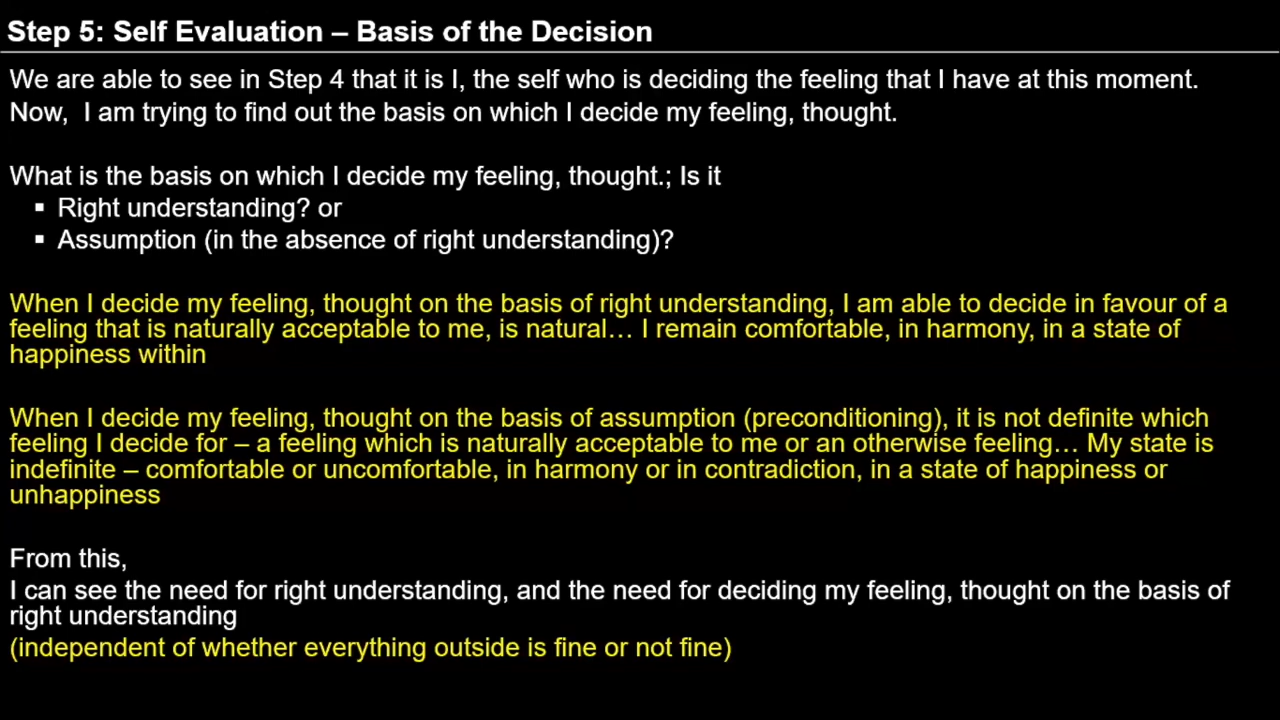 Step 5: Self Evaluation – Basis of the Decision
We are able to see in Step 4 that it is I, the self who is deciding the feeling that I have at this moment.
Now,  I am trying to find out the basis on which I decide my feeling, thought.
What is the basis on which I decide my feeling, thought.; Is it
▪ Right understanding? or
▪ Assumption (in the absence of right understanding)?
When I decide my feeling, thought on the basis of right understanding, I am able to decide in favour of a
feeling that is naturally acceptable to me, is natural… I remain comfortable, in harmony, in a state of
happiness within
When I decide my feeling, thought on the basis of assumption (preconditioning), it is not definite which
feeling I decide for – a feeling which is naturally acceptable to me or an otherwise feeling… My state is
indefinite – comfortable or uncomfortable, in harmony or in contradiction, in a state of happiness or
unhappiness
From this,
I can see the need for right understanding, and the need for deciding my feeling, thought on the basis of
right understanding
(independent of whether everything outside is fine or not fine)